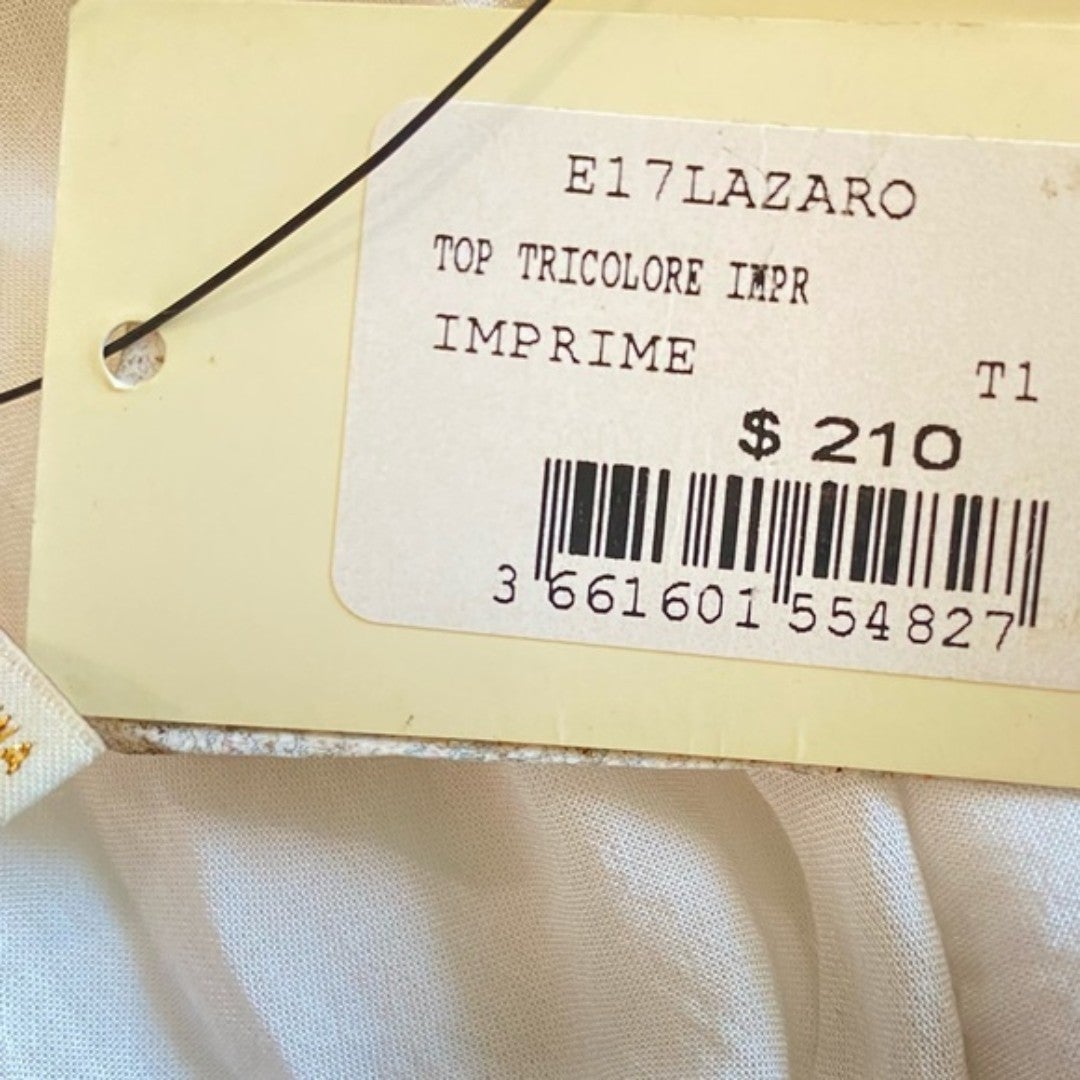 E17LAZARO
TOP TRICOLORE IMPR
IMPRIME T1
$ 210
3 661601 554827